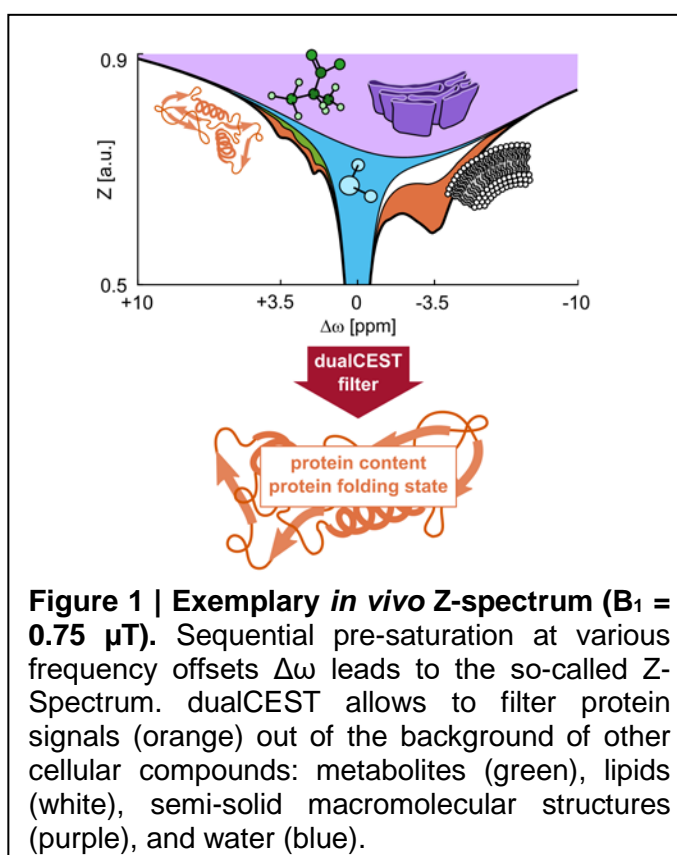 0.9
Z [a.u.]
0.5
+10 +3.5 0 -3.5 -10
Δω [ppm]
dualCEST
filter
protein content
protein folding state
Figure 1 | Exemplary in vivo Z-spectrum (B₁ =
0.75 µT). Sequential pre-saturation at various
frequency offsets Δω leads to the so-called Z-
Spectrum. dualCEST allows to filter protein
signals (orange) out of the background of other
cellular compounds: metabolites (green), lipids
(white), semi-solid macromolecular structures
(purple), and water (blue).